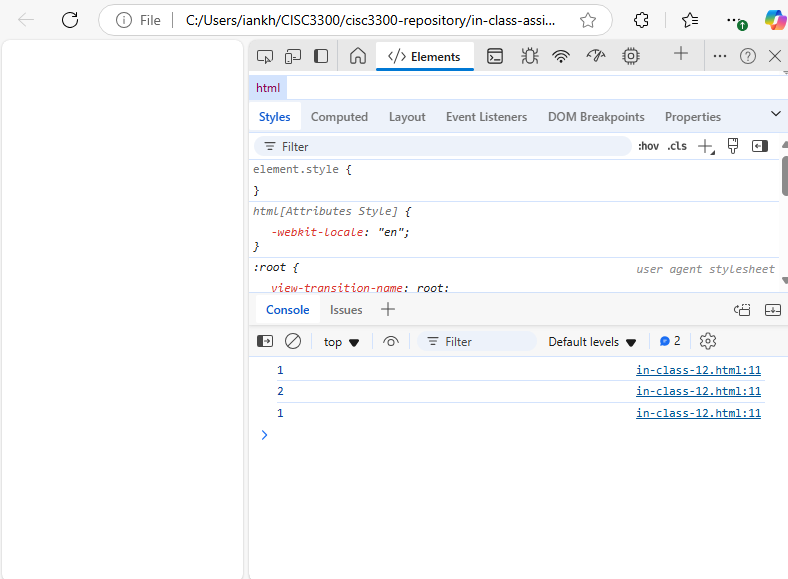 File C:/Users/iankh/CISC3300/cisc3300-repository/in-class-assi...
Elements
html
Styles Computed Layout Event Listeners DOM Breakpoints Properties
Filter :hov .cls
element.style {
}
html[Attributes Style] {
-webkit-locale: "en";
}
:root { user agent stylesheet
view-transition-name: root;
Console Issues
top Filter Default levels 2
1 in-class-12.html:11
2 in-class-12.html:11
1 in-class-12.html:11